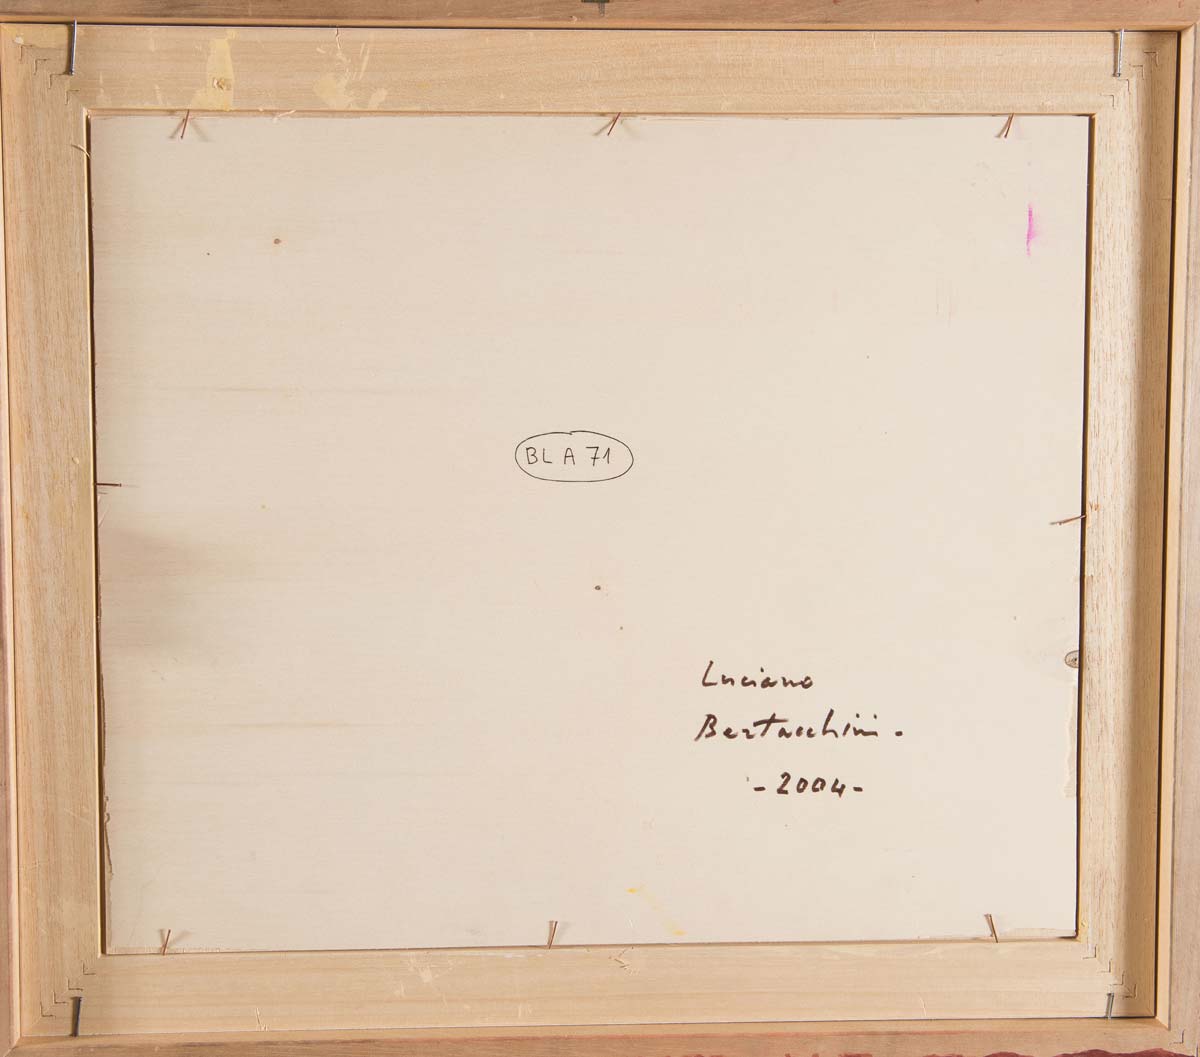 BL A 71
Luciano
Bertacchini.
-2004-